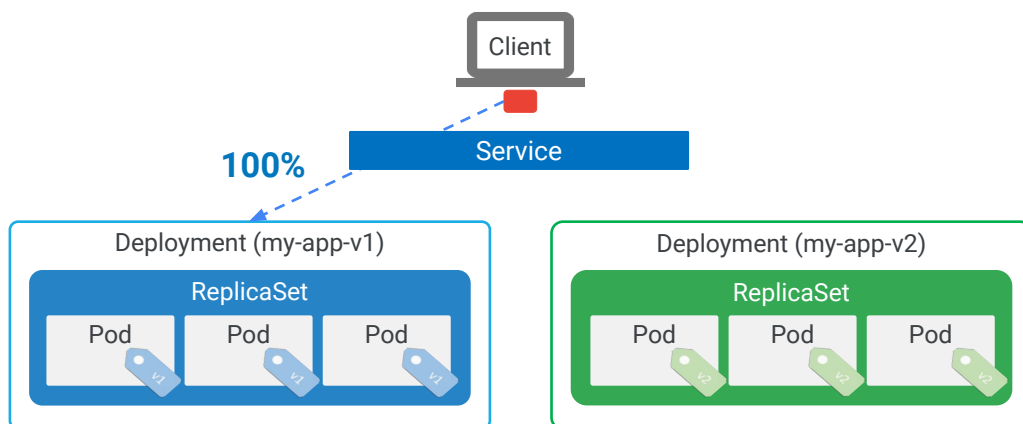 Client
Service
100%
Deployment (my-app-v1)
ReplicaSet
Pod
Pod
Pod
v1
v1
v1
Deployment (my-app-v2)
ReplicaSet
Pod
Pod
Pod
v2
v2
v2